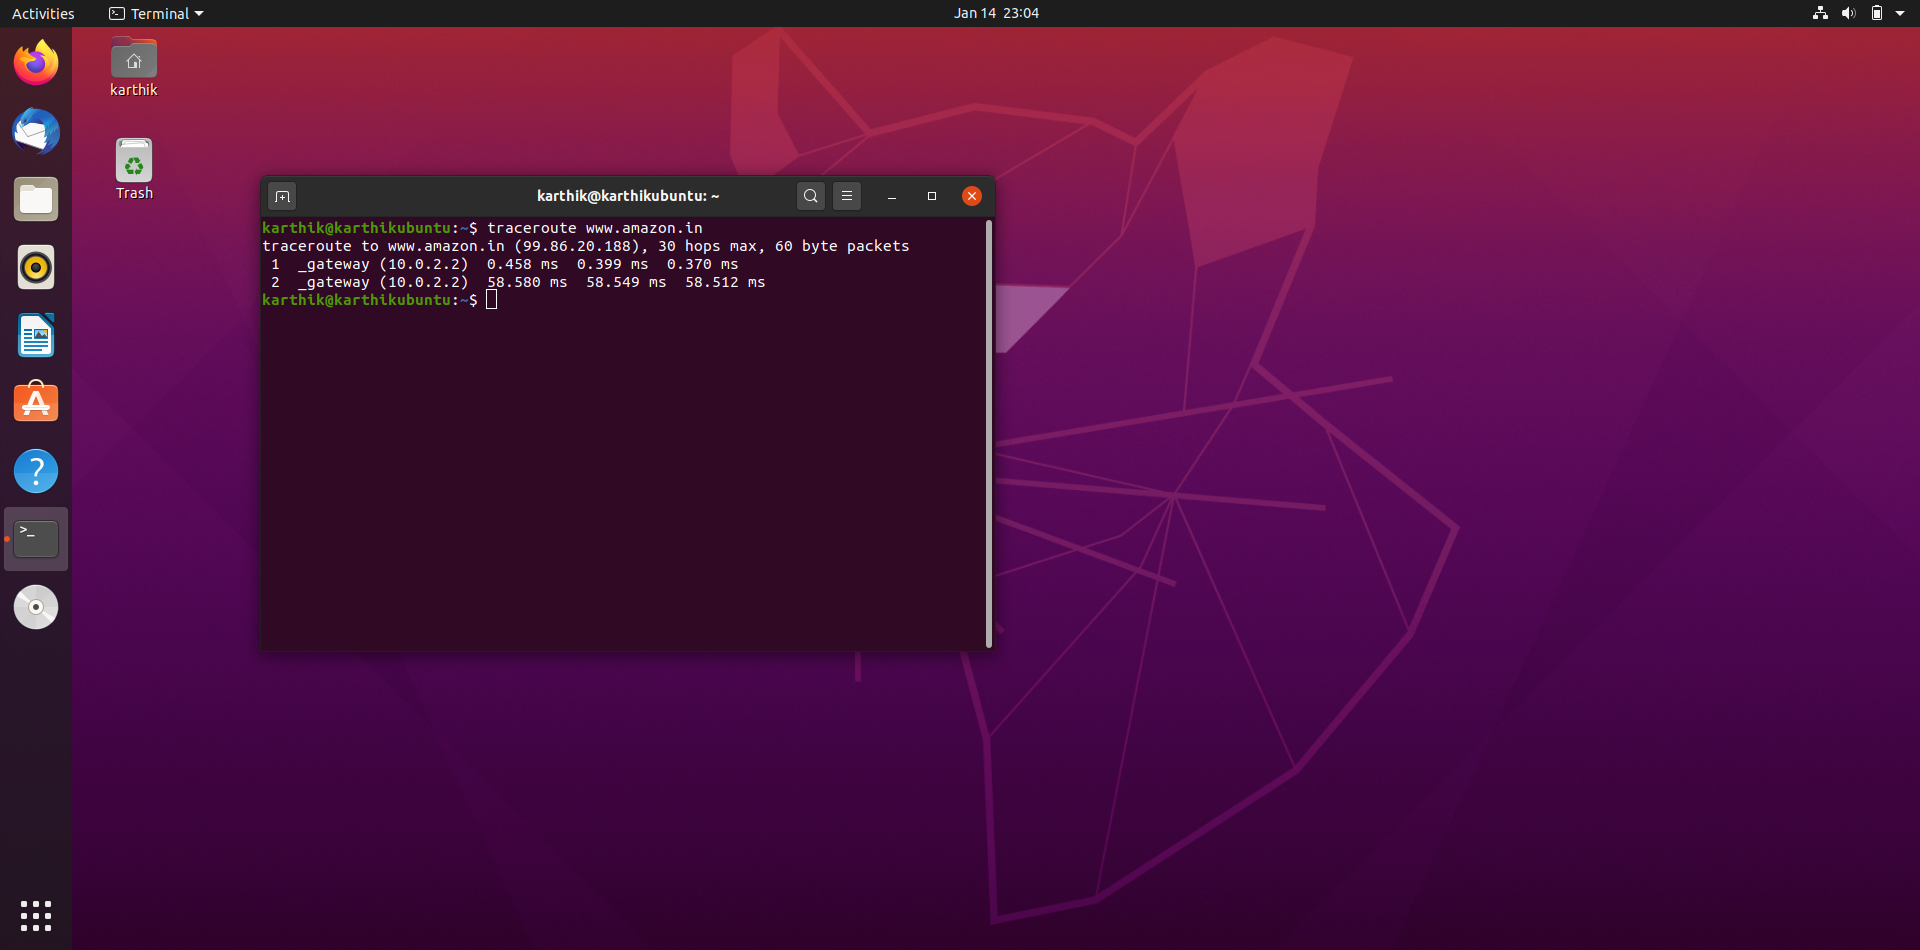 Activities
Terminal
Jan 14 23:04
karthik
Trash
karthik@karthikubuntu: ~
karthik@karthikubuntu:~$ traceroute www.amazon.in
traceroute to www.amazon.in (99.86.20.188), 30 hops max, 60 byte packets
1 _gateway (10.0.2.2) 0.458 ms 0.399 ms 0.370 ms
2 _gateway (10.0.2.2) 58.580 ms 58.549 ms 58.512 ms
karthik@karthikubuntu:~$